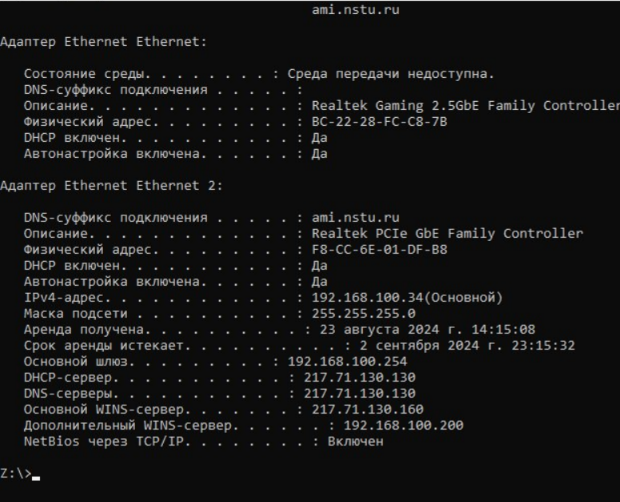 ami.nstu.ru
Адаптер Ethernet Ethernet:
Состояние среды. . . . . . . . : Среда передачи недоступна.
DNS-суффикс подключения . . . . . :
Описание. . . . . . . . . . . . . : Realtek Gaming 2.5GbE Family Controller
Физический адрес. . . . . . . . . : BC-22-28-FC-C8-7B
DHCP включен. . . . . . . . . . . : Да
Автонастройка включена. . . . . . : Да
Адаптер Ethernet Ethernet 2:
DNS-суффикс подключения . . . . . : ami.nstu.ru
Описание. . . . . . . . . . . . . : Realtek PCIe GbE Family Controller
Физический адрес. . . . . . . . . : F8-CC-6E-01-DF-B8
DHCP включен. . . . . . . . . . . : Да
Автонастройка включена. . . . . . : Да
IPv4-адрес. . . . . . . . . . . . : 192.168.100.34(Основной)
Маска подсети . . . . . . . . . . : 255.255.255.0
Аренда получена. . . . . . . . . . : 23 августа 2024 г. 14:15:08
Срок аренды истекает. . . . . . . . . . : 2 сентября 2024 г. 23:15:32
Основной шлюз. . . . . . . . . : 192.168.100.254
DHCP-сервер. . . . . . . . . . . : 217.71.130.130
DNS-серверы. . . . . . . . . . . : 217.71.130.130
Основной WINS-сервер. . . . . . . : 217.71.130.160
Дополнительный WINS-сервер. . . . . . : 192.168.100.200
NetBios через TCP/IP. . . . . . . . : Включен
Z:\>